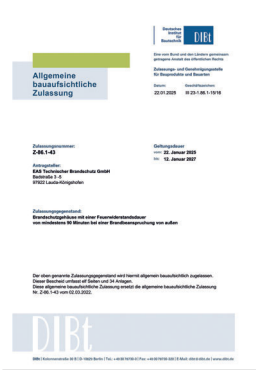 Deutsches
Institut
für
Bautechnik
DIBt
Eine vom Bund und den Ländern gemeinsam
getragene Anstalt des öffentlichen Rechts
Zulassungs- und Genehmigungsstelle
für Bauprodukte und Bauarten
Allgemeine
bauaufsichtliche
Zulassung
Datum:
Geschäftszeichen:
22.01.2025
III 23-1.86.1-15/16
Zulassungsnummer:
Z-86.1-43
Geltungsdauer
vom: 22. Januar 2025
bis: 12. Januar 2027
Antragsteller:
EAS Technischer Brandschutz GmbH
Badstraße 3 -5
97922 Lauda-Königshofen
Zulassungsgegenstand:
Brandschutzgehäuse mit einer Feuerwiderstandsdauer
von mindestens 90 Minuten bei einer Brandbeanspruchung von außen
Der oben genannte Zulassungsgegenstand wird hiermit allgemein bauaufsichtlich zugelassen.
Dieser Bescheid umfasst elf Seiten und 34 Anlagen.
Diese allgemeine bauaufsichtliche Zulassung ersetzt die allgemeine bauaufsichtliche Zulassung
Nr. Z-86.1-43 vom 02.03.2022.
DIBt